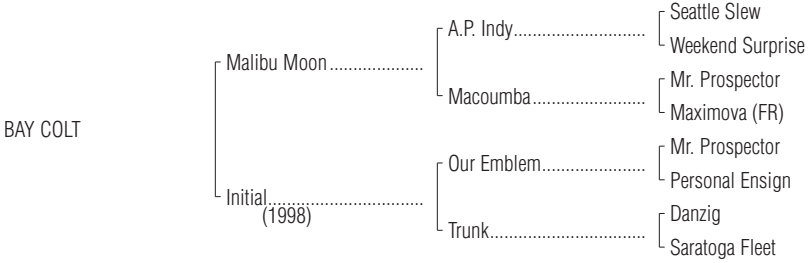 Seattle Slew
A.P. Indy..............................
Weekend Surprise
Malibu Moon.....................
Mr. Prospector
Macoumba..........................
Maximova (FR)
BAY COLT
Mr. Prospector
Our Emblem........................
Personal Ensign
Initial...................................
(1998)
Danzig
Trunk...................................
Saratoga Fleet